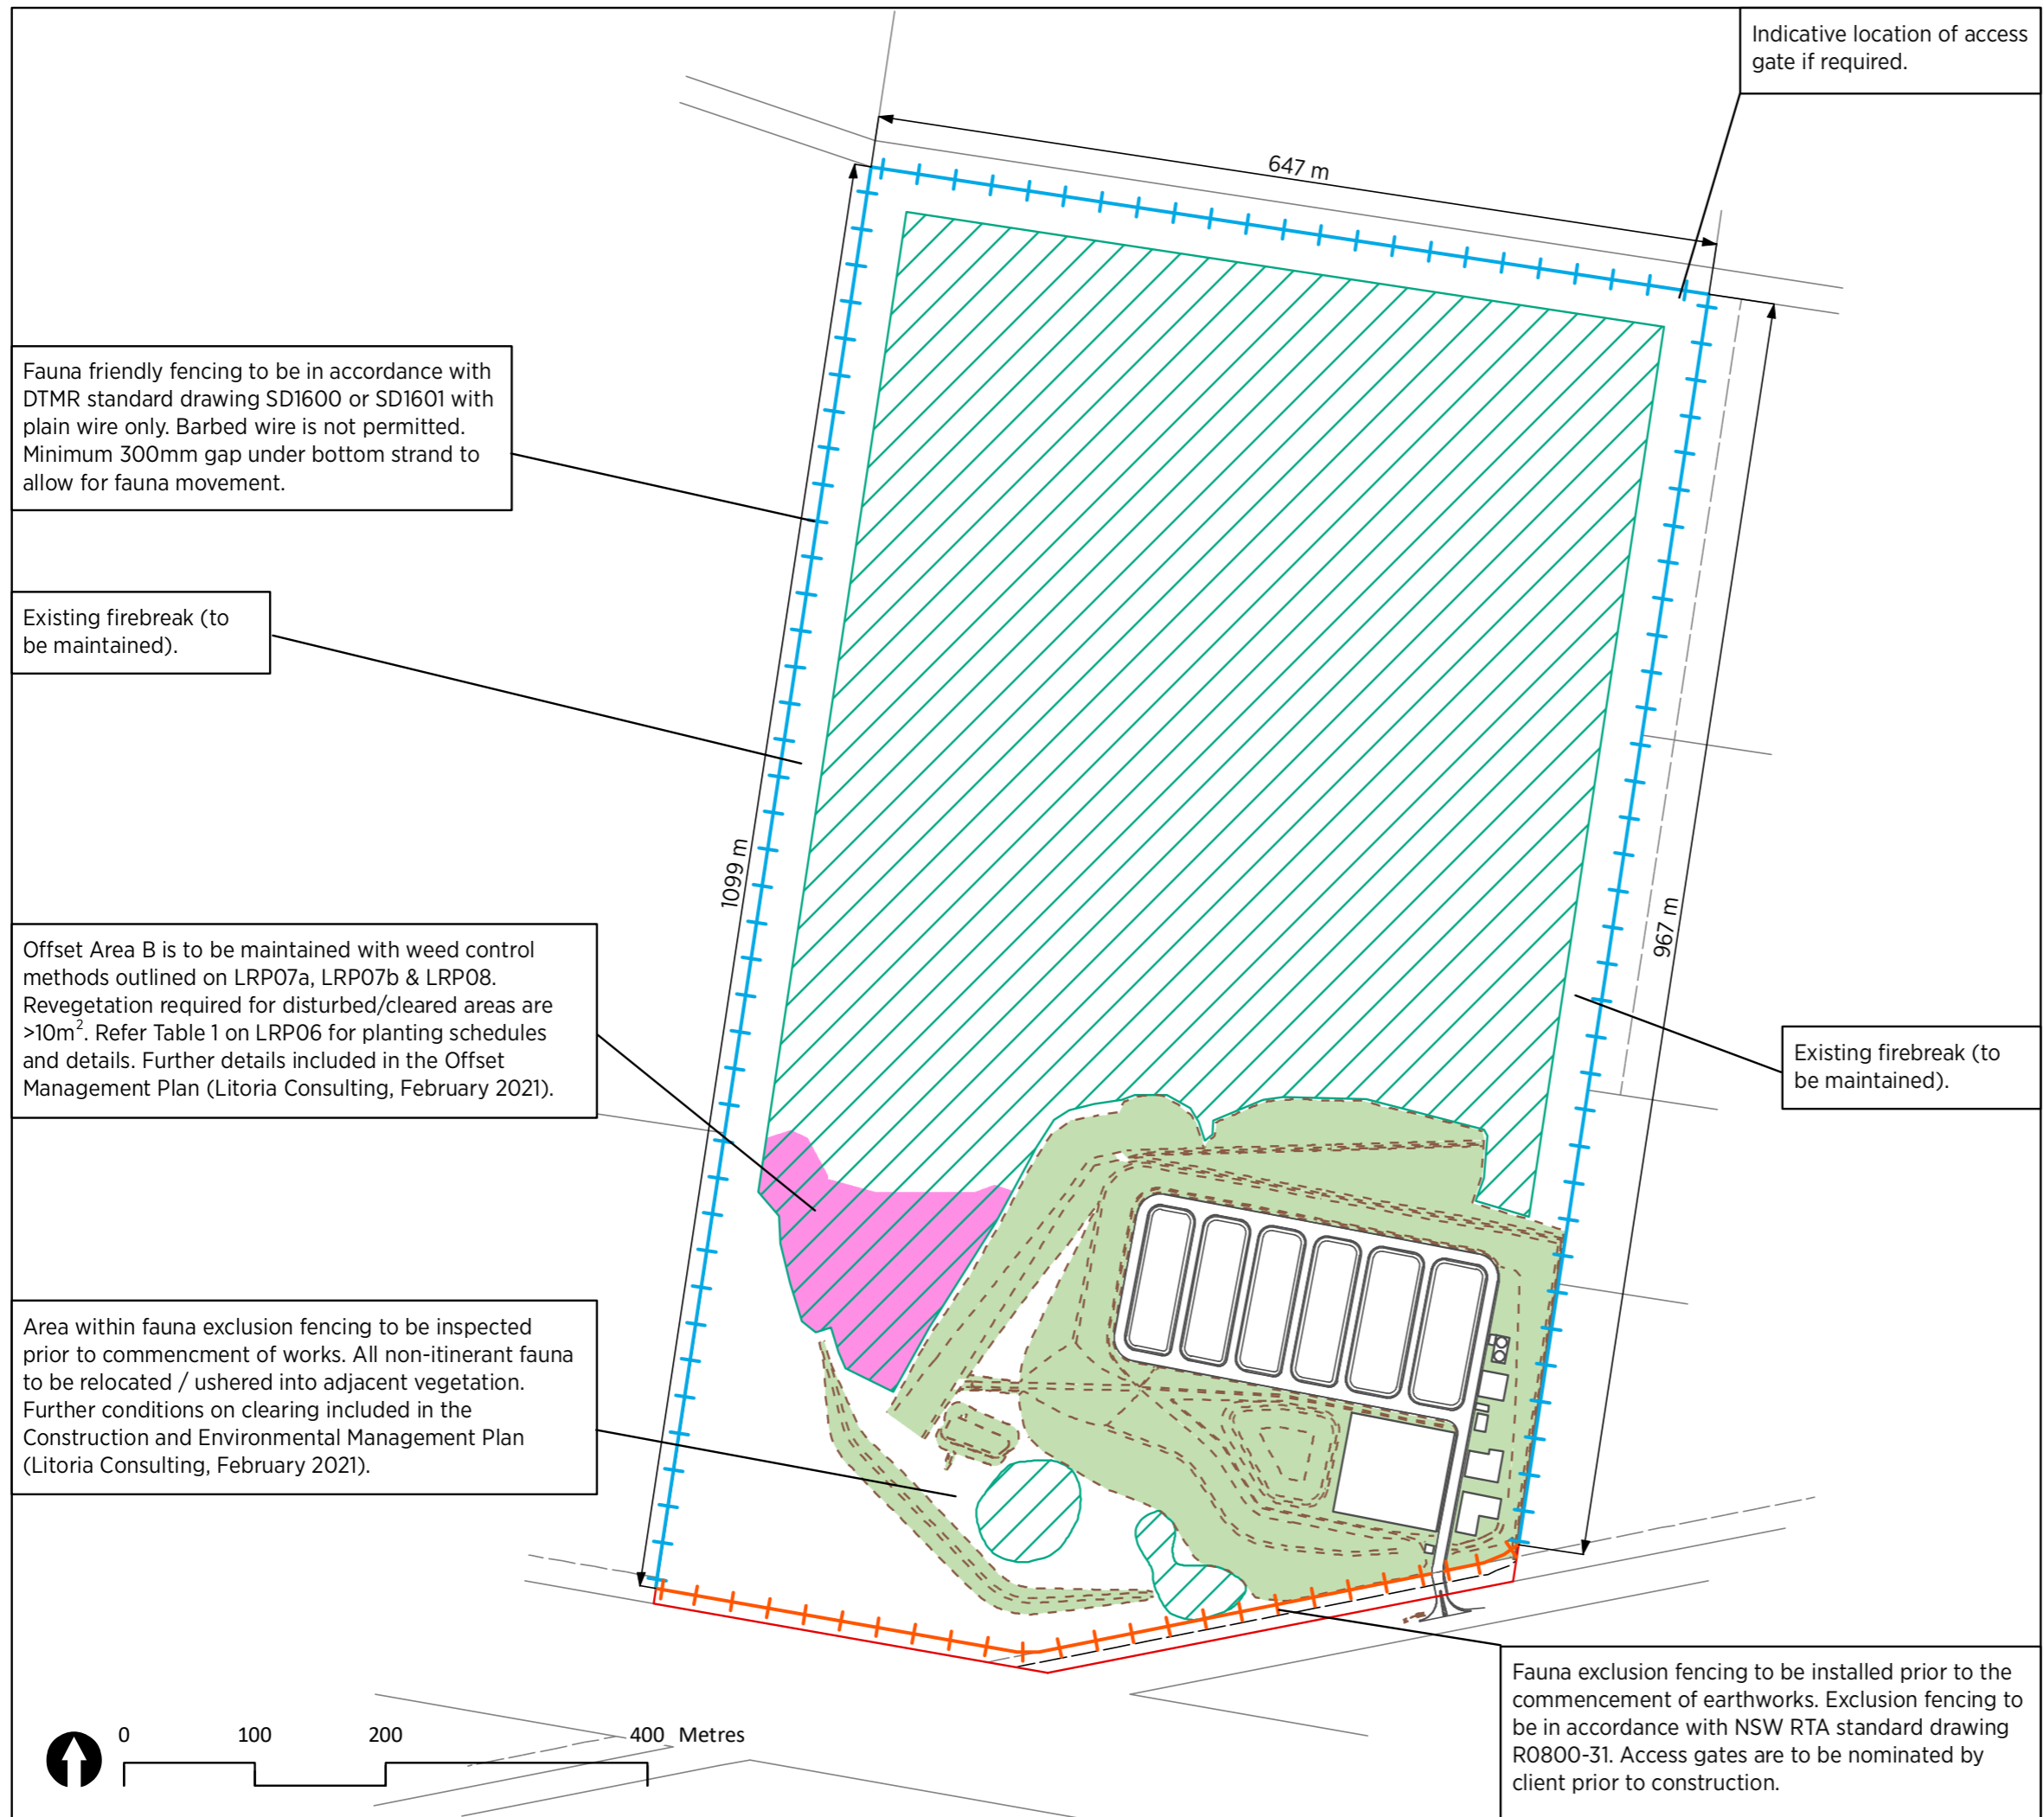 Indicative location of access
gate if required.
647 m
Fauna friendly fencing to be in accordance with
DTMR standard drawing SD1600 or SD1601 with
plain wire only. Barbed wire is not permitted.
Minimum 300mm gap under bottom strand to
allow for fauna movement.
Existing firebreak (to
be maintained).
1099 m
967 m
Offset Area B is to be maintained with weed control
methods outlined on LRP07a, LRP07b & LRP08.
Revegetation required for disturbed/cleared areas are
>10m². Refer Table 1 on LRP06 for planting schedules
and details. Further details included in the Offset
Management Plan (Litoria Consulting, February 2021).
Existing firebreak (to
be maintained).
Area within fauna exclusion fencing to be inspected
prior to commencment of works. All non-itinerant fauna
to be relocated / ushered into adjacent vegetation.
Further conditions on clearing included in the
Construction and Environmental Management Plan
(Litoria Consulting, February 2021).
Fauna exclusion fencing to be installed prior to the
commencement of earthworks. Exclusion fencing to
be in accordance with NSW RTA standard drawing
R0800-31. Access gates are to be nominated by
client prior to construction.
0 100 200 400 Metres